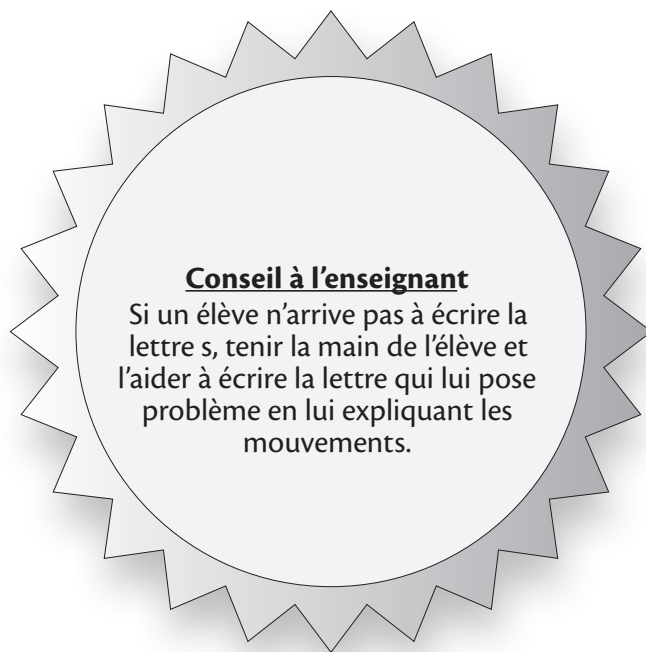 Conseil à l’enseignant
Si un élève n’arrive pas à écrire la
lettre s, tenir la main de l’élève et
l’aider à écrire la lettre qui lui pose
problème en lui expliquant les
mouvements.